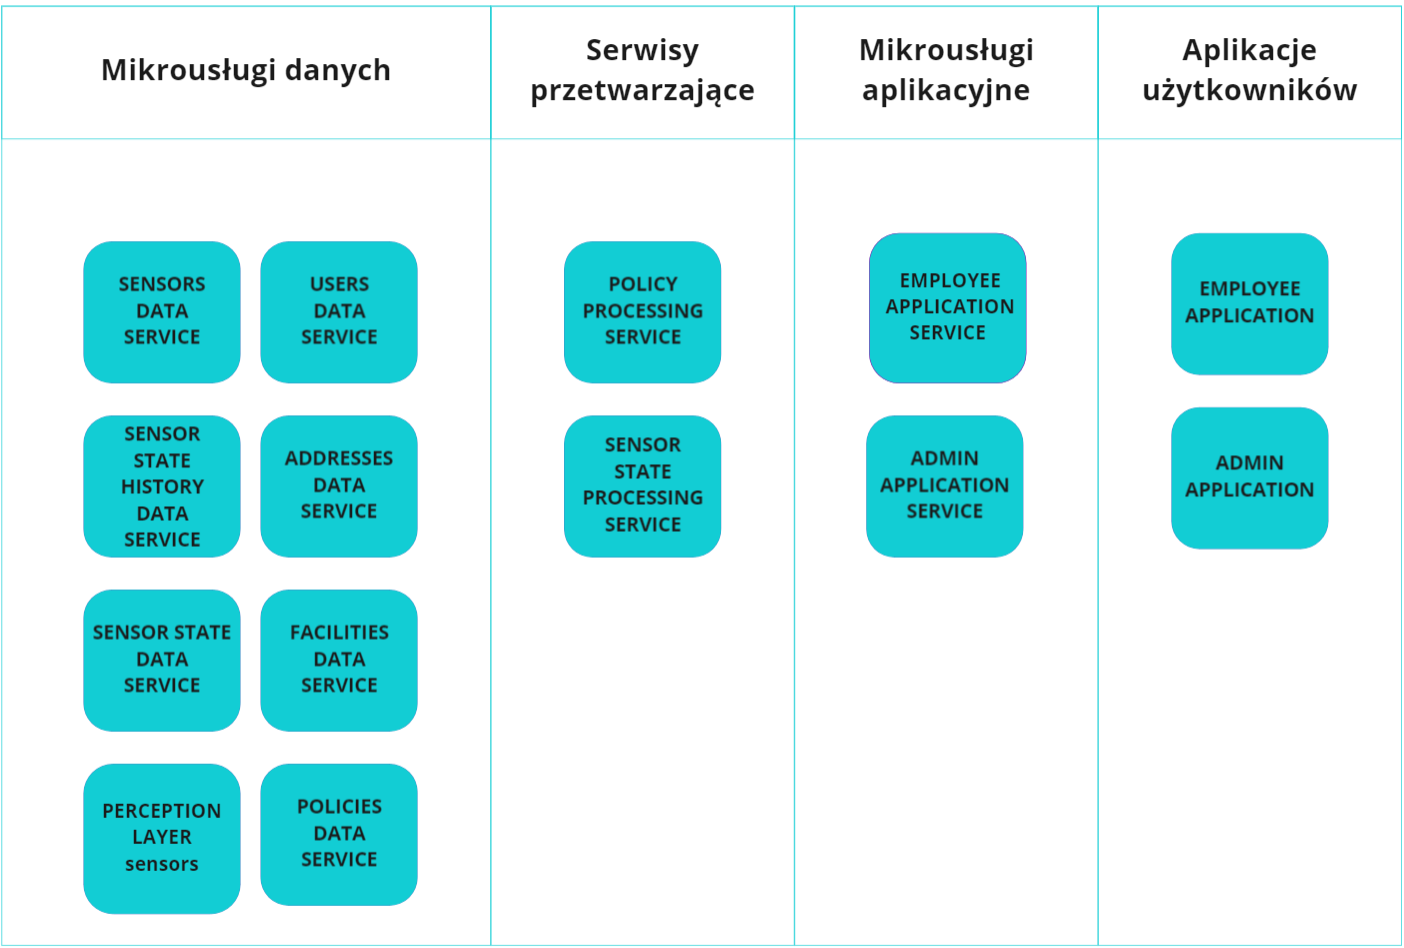 Mikrousługi danych
Serwisy
przetwarzające
Mikrousługi
aplikacyjne
Aplikacje
użytkowników
SENSORS
DATA
SERVICE
USERS
DATA
SERVICE
SENSOR
STATE
HISTORY
DATA
SERVICE
ADDRESSES
DATA
SERVICE
SENSOR STATE
DATA
SERVICE
FACILITIES
DATA
SERVICE
PERCEPTION
LAYER
sensors
POLICIES
DATA
SERVICE
POLICY
PROCESSING
SERVICE
SENSOR
STATE
PROCESSING
SERVICE
EMPLOYEE
APPLICATION
SERVICE
ADMIN
APPLICATION
SERVICE
EMPLOYEE
APPLICATION
ADMIN
APPLICATION